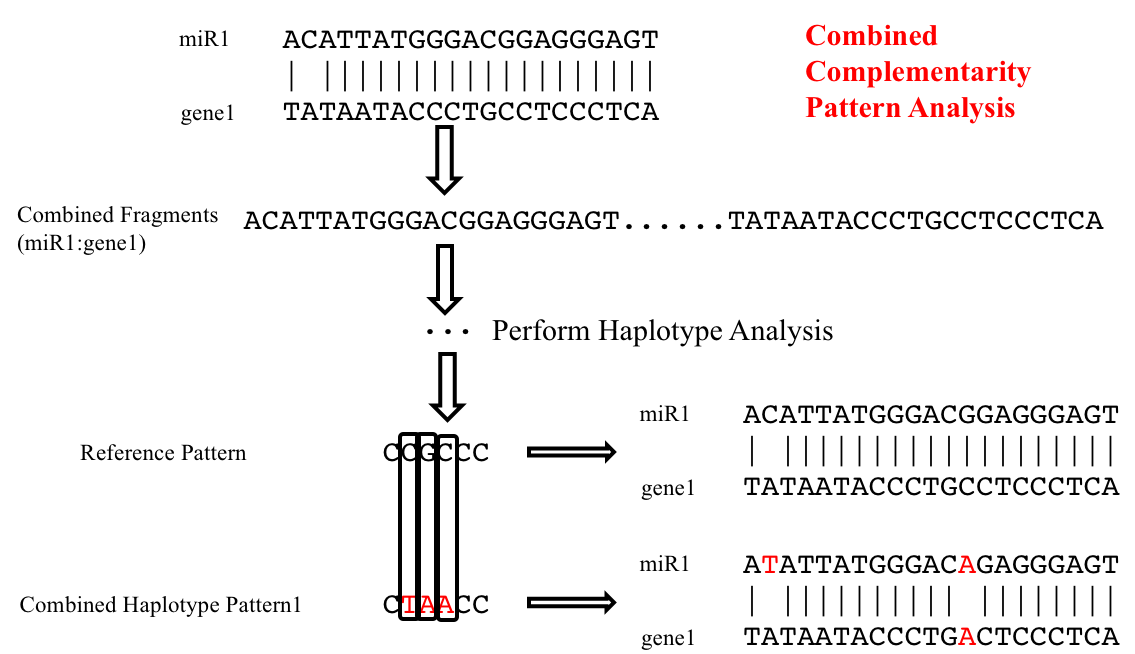 miR1 ACATTATGGGACGGAGGGAGT
gene1 TATAATACCCTGCCTCCCTCA
Combined
Complementarity
Pattern Analysis
Combined Fragments
(miR1:gene1)
ACATTATGGGACGGAGGGAGT......TATAATACCCTGCCTCCCTCA
... Perform Haplotype Analysis
Reference Pattern CCGCCC
miR1 ACATTATGGGACGGAGGGAGT
gene1 TATAATACCCTGCCTCCCTCA
Combined Haplotype Pattern1 CTAACC
miR1 ATATTATGGGACAGAGGGAGT
gene1 TATAATACCCTGACTCCCTCA